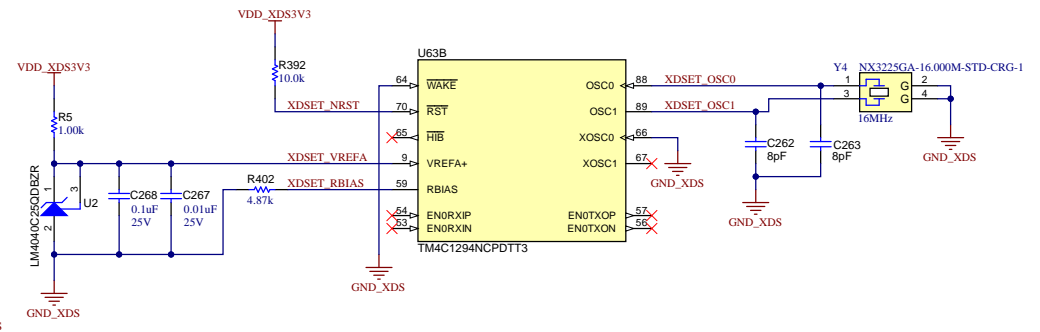 VDD_XDS3V3
R392
10.0k
VDD_XDS3V3
R5
1.00k
U63B
64 WAKE OSC0 88 XDSET_OSC0
Y4 NX3225GA-16.000M-STD-CRG-1
1 G 2
3 G 4
16MHz
XDSET_NRST 70 RST OSC1 89 XDSET_OSC1
65 HIB XOSC0 66
C262
8pF
C263
8pF
GND_XDS
XDSET_VREFA 9 VREFA+ XOSC1 67
GND_XDS
R402
4.87k
XDSET_RBIAS 59 RBIAS
LM4040C25QDBZR
1 3
2
U2
C268
0.1uF
25V
C267
0.01uF
25V
54 EN0RXIP EN0TXOP 57
53 EN0RXIN EN0TXON 56
TM4C1294NCPDTT3
GND_XDS
GND_XDS
GND_XDS